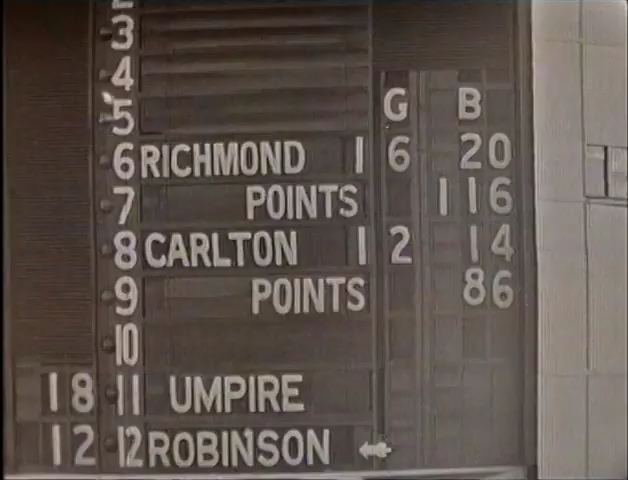 3
4
5 G B
6 RICHMOND 16 20
7 POINTS 116
8 CARLTON 12 14
9 POINTS 86
10
18 11 UMPIRE
12 12 ROBINSON